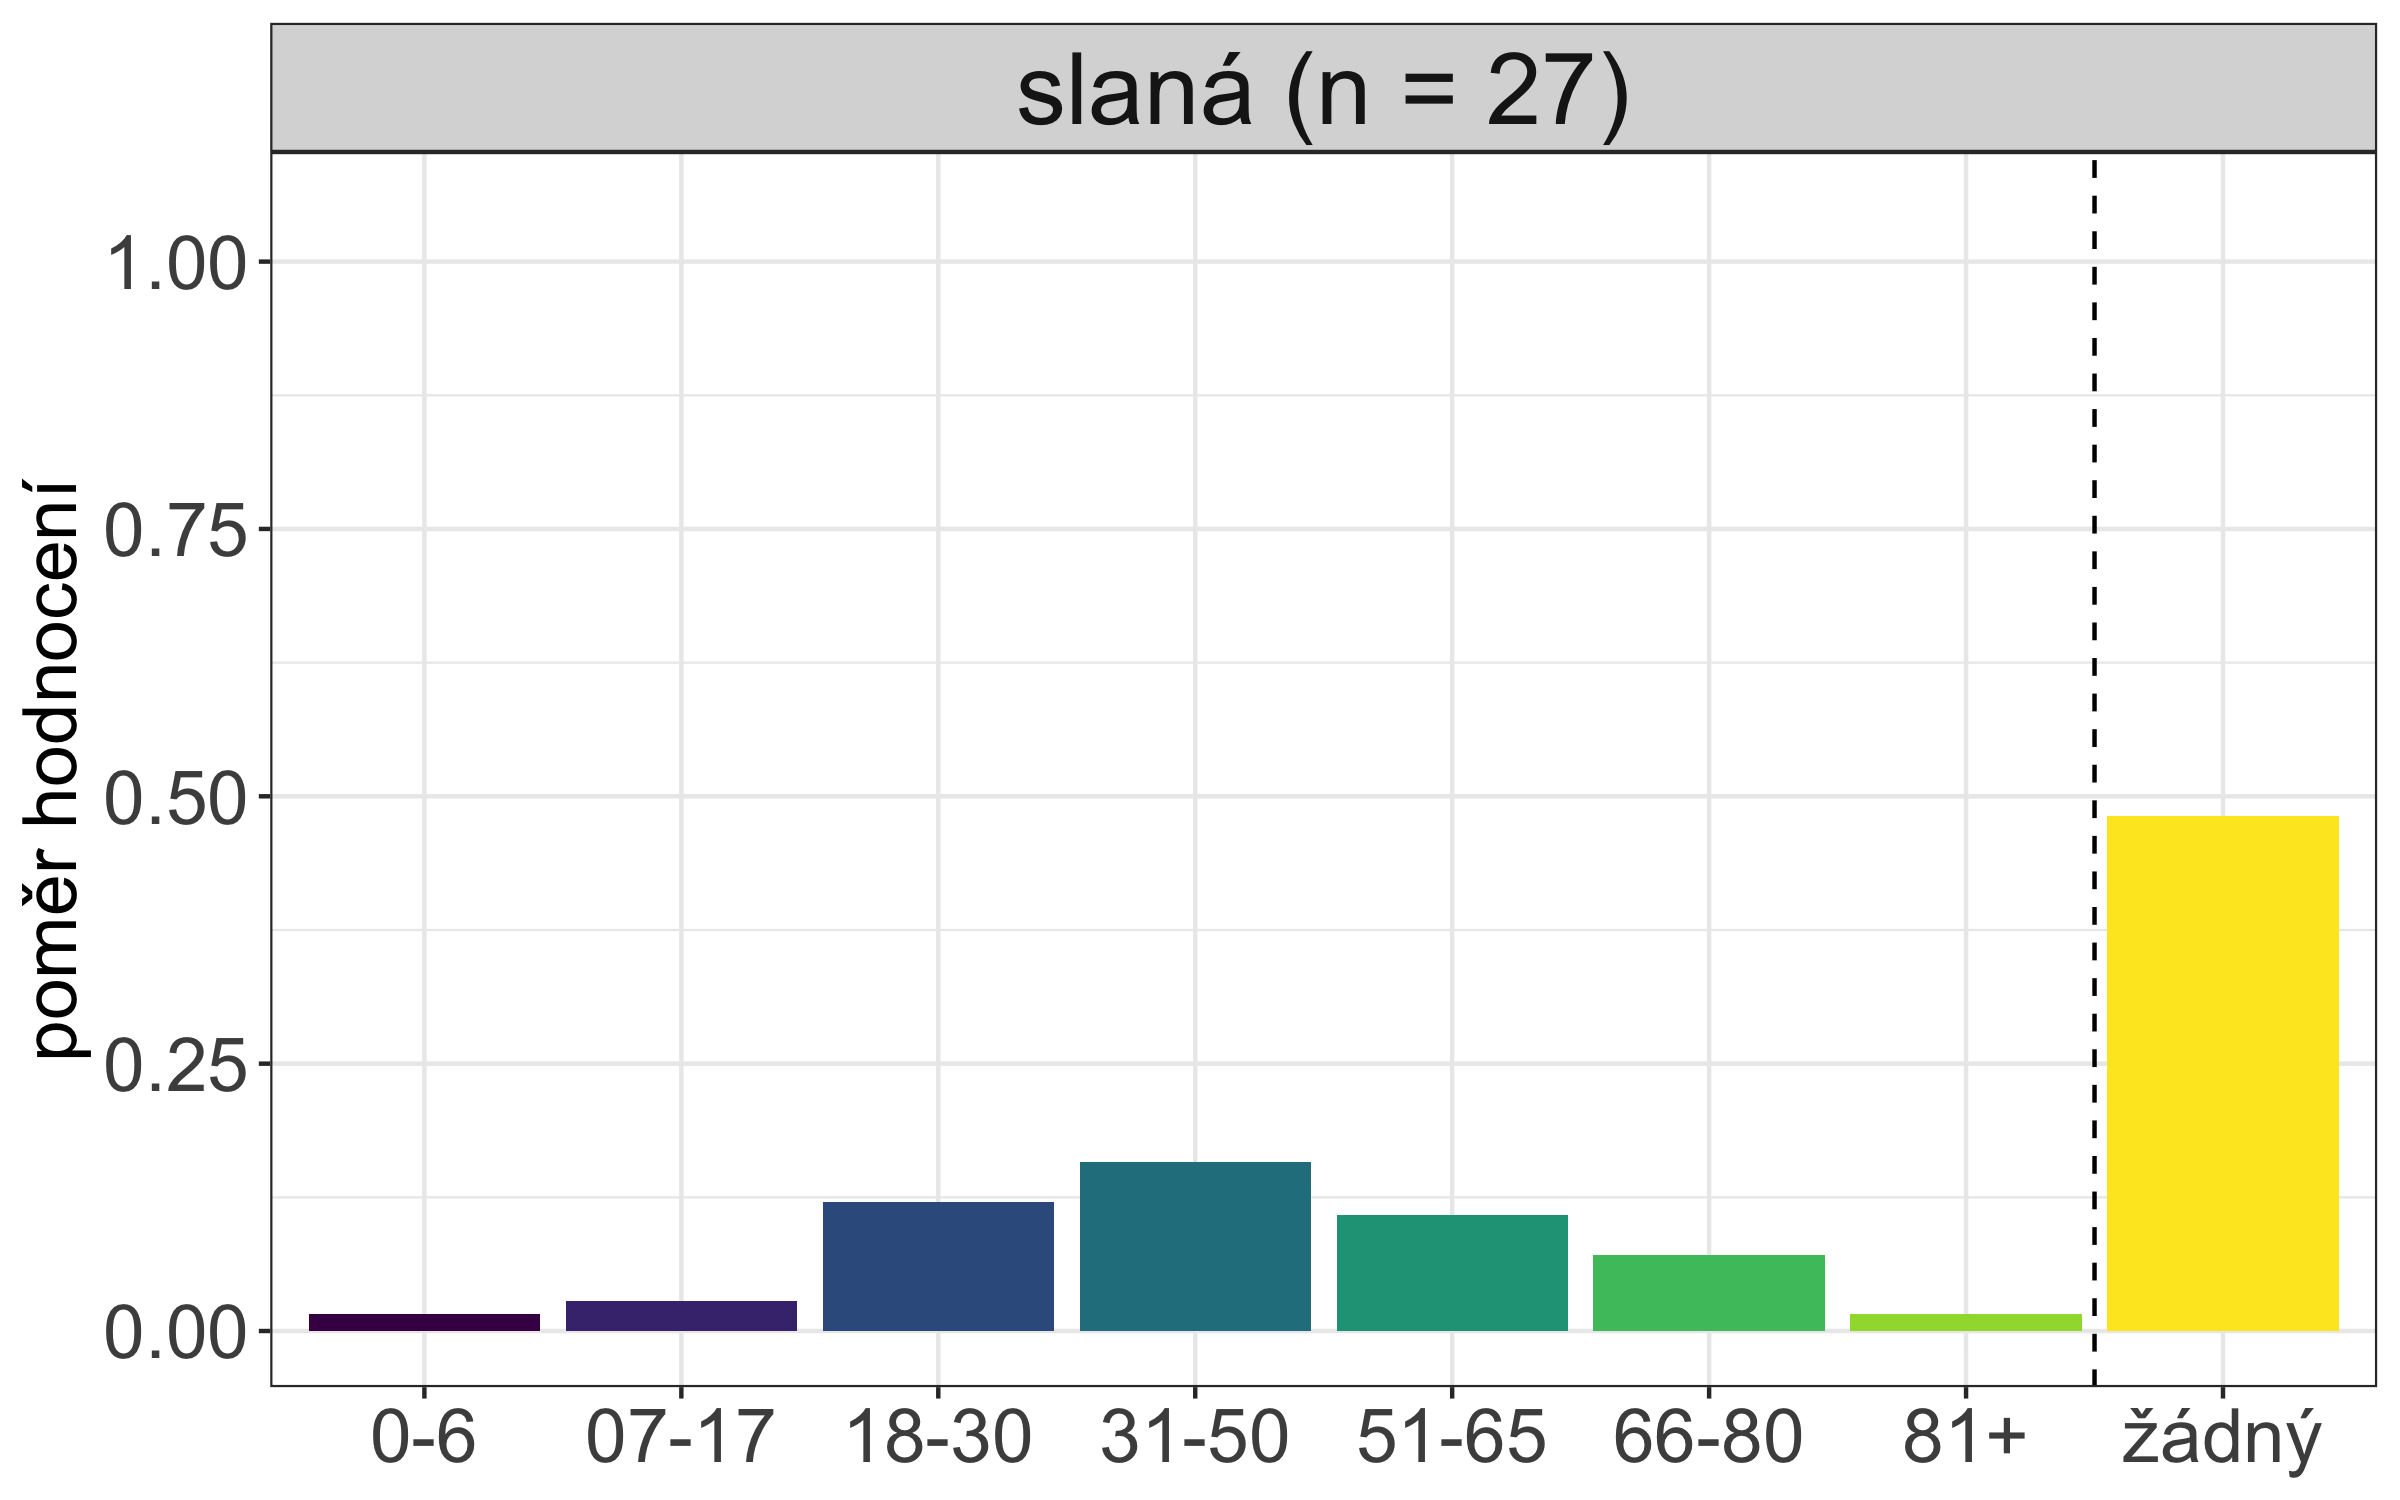 slaná (n = 27)
poměr hodnocení
1.00
0.75
0.50
0.25
0.00
0-6 07-17 18-30 31-50 51-65 66-80 81+ žádný